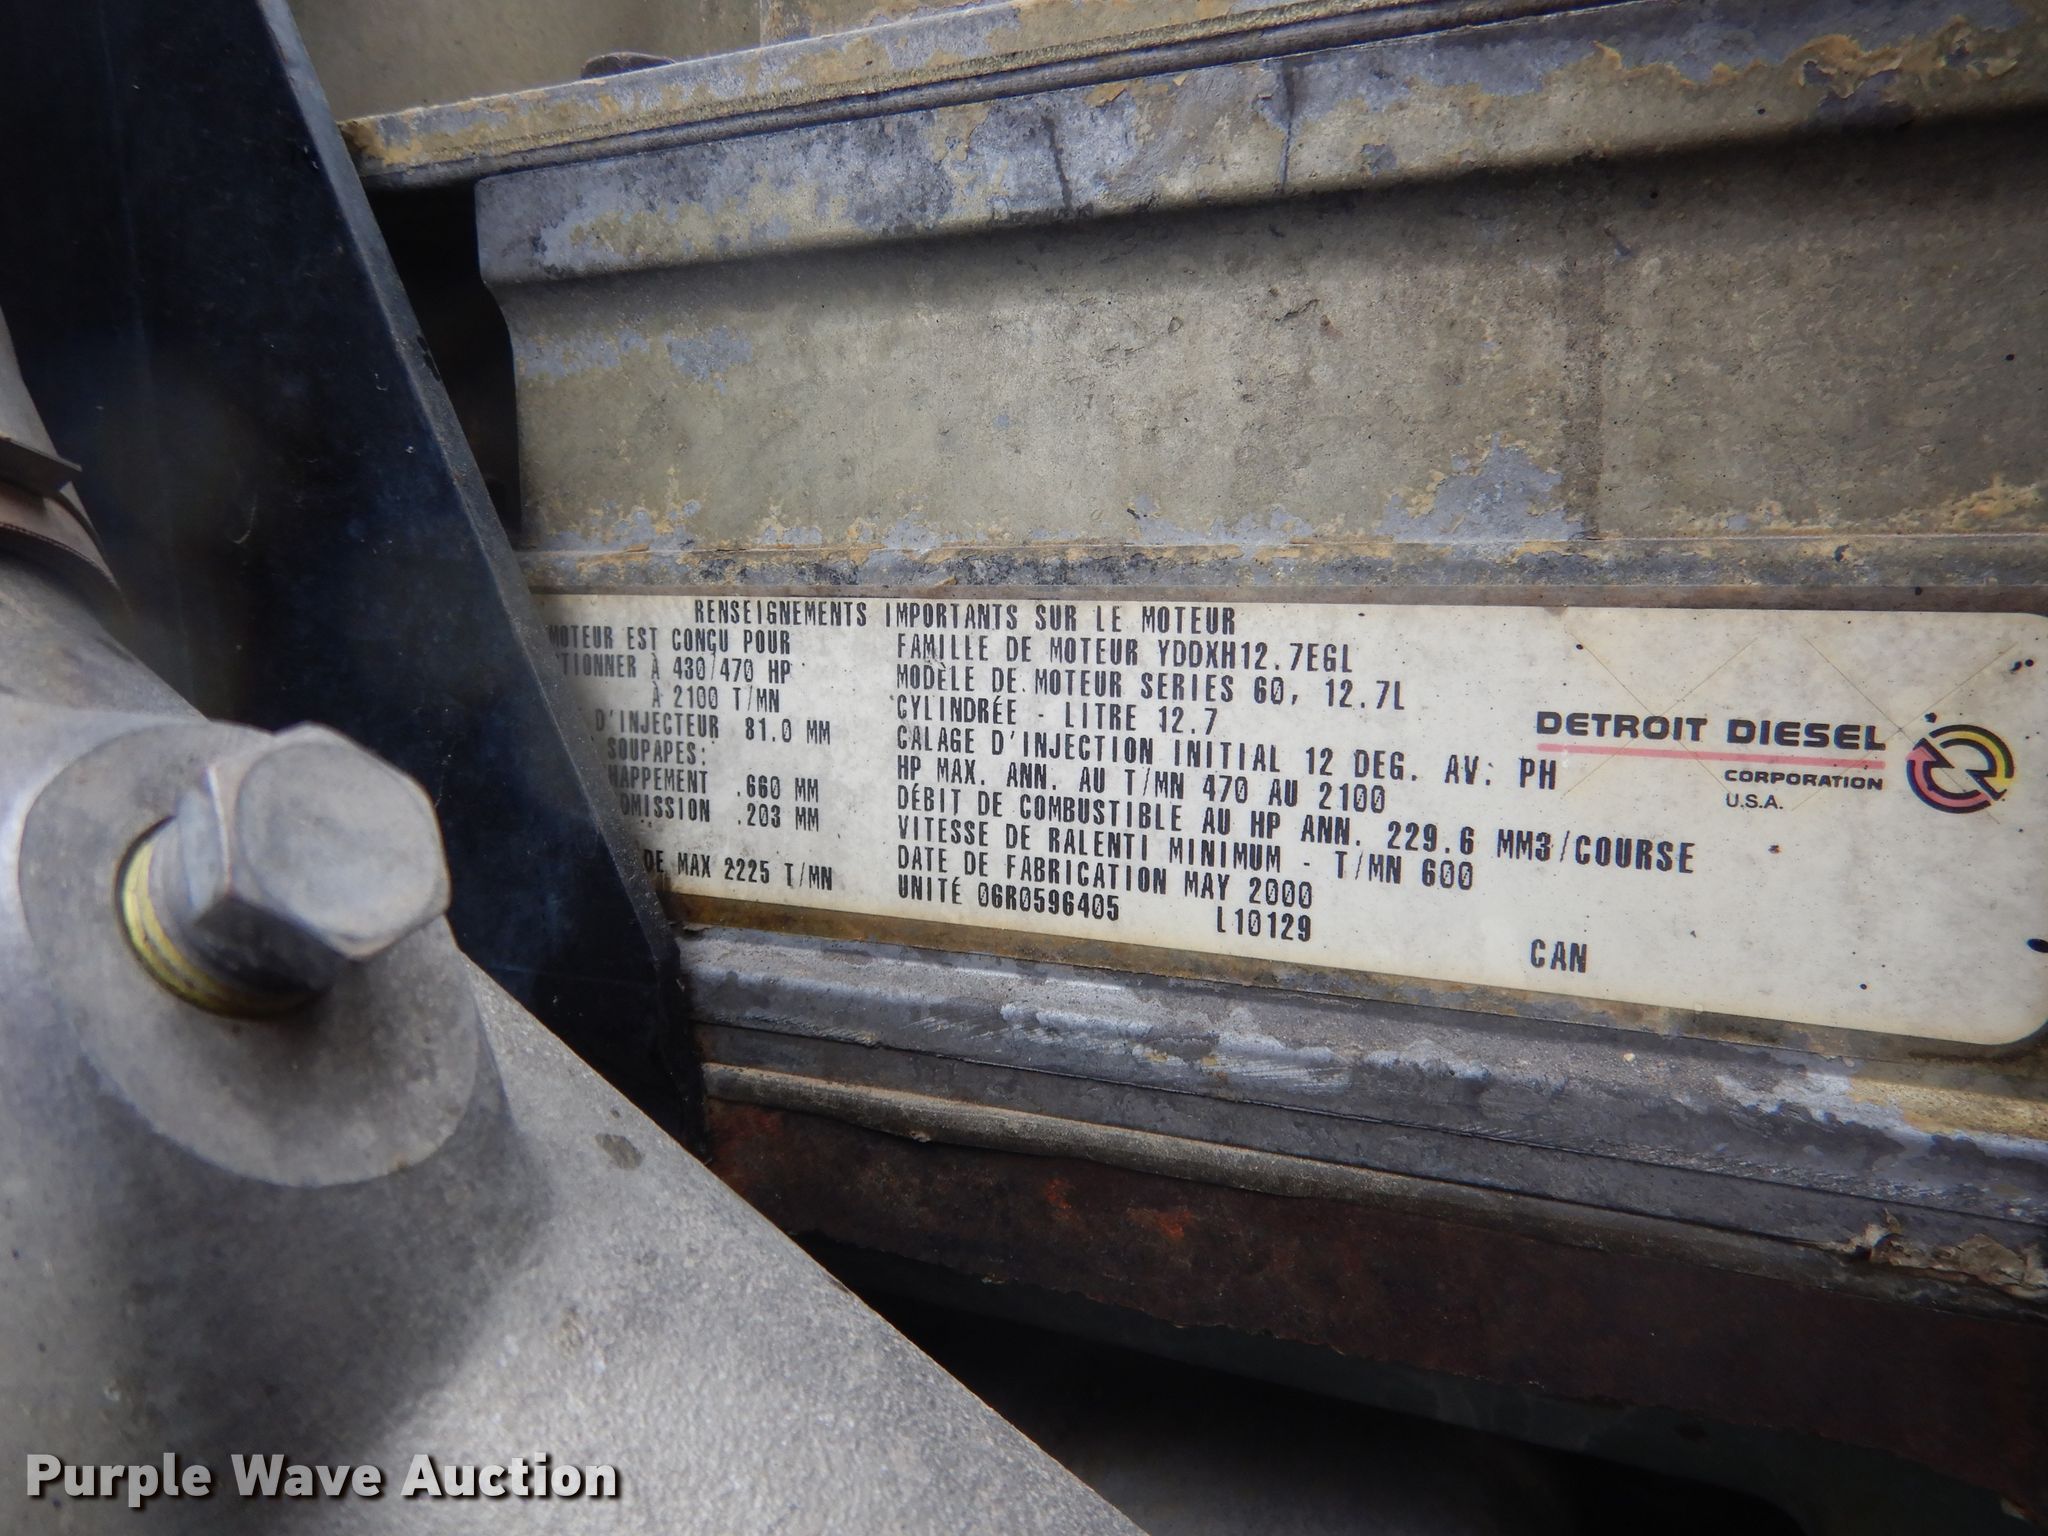 RENSEIGNEMENTS IMPORTANTS SUR LE MOTEUR
MOTEUR EST CONÇU POUR
À 430/470 HP
À 2100 T/MN
D'INJECTEUR 81.0 MM
SOUPAPES:
.660 MM
.203 MM
DE MAX 2225 T/MN
FAMILLE DE MOTEUR YDDXH12.7EGL
MODÈLE DE MOTEUR SERIES 60, 12.7L
CYLINDRÉE - LITRE 12.7
CALAGE D'INJECTION INITIAL 12 DEG. AV. PH
HP MAX. ANN. AU T/MN 470 AU 2100
DÉBIT DE COMBUSTIBLE AU HP ANN. 229.6 MM3/COURSE
VITESSE DE RALENTI MINIMUM - T/MN 600
DATE DE FABRICATION MAY 2000
UNITÉ 06R0596405 L10129
CAN
DETROIT DIESEL
CORPORATION
U.S.A.
Purple Wave Auction